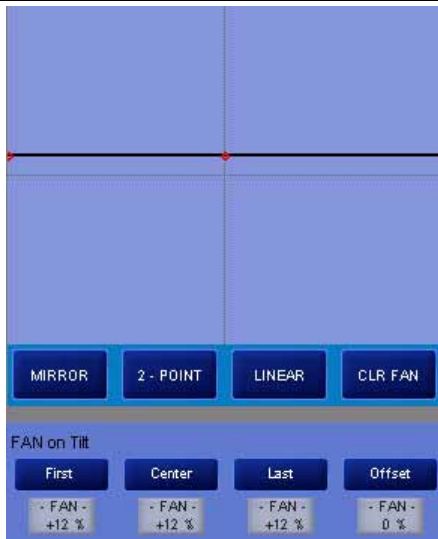 MIRROR 2 - POINT LINEAR CLR FAN
FAN on Tilt
First Center Last Offset
- FAN - - FAN - - FAN - - FAN -
+12 % +12 % +12 % 0 %